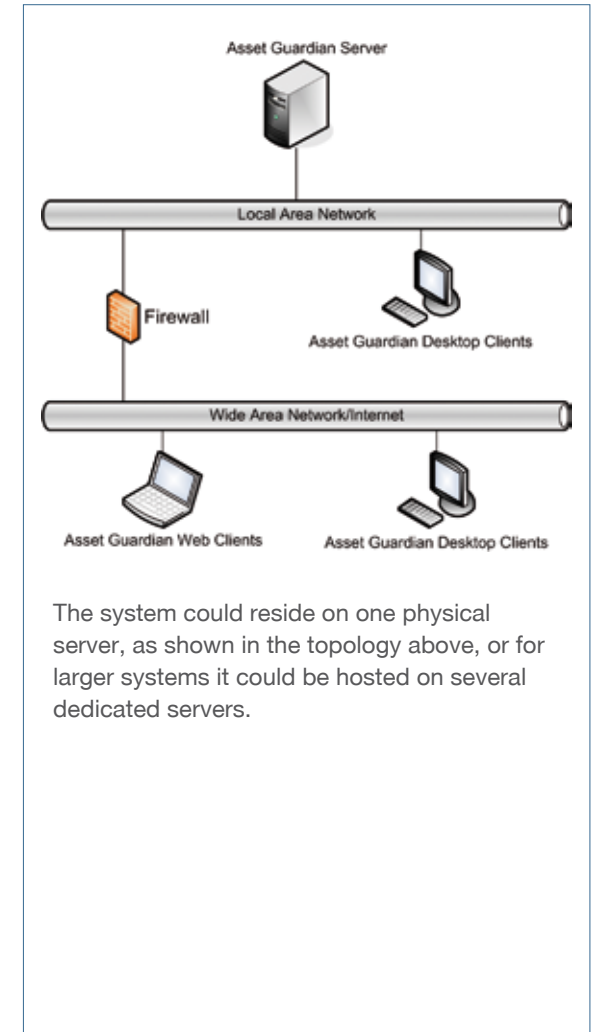 Asset Guardian Server
Local Area Network
Firewall
Asset Guardian Desktop Clients
Wide Area Network/Internet
Asset Guardian Web Clients
Asset Guardian Desktop Clients
The system could reside on one physical
server, as shown in the topology above, or for
larger systems it could be hosted on several
dedicated servers.